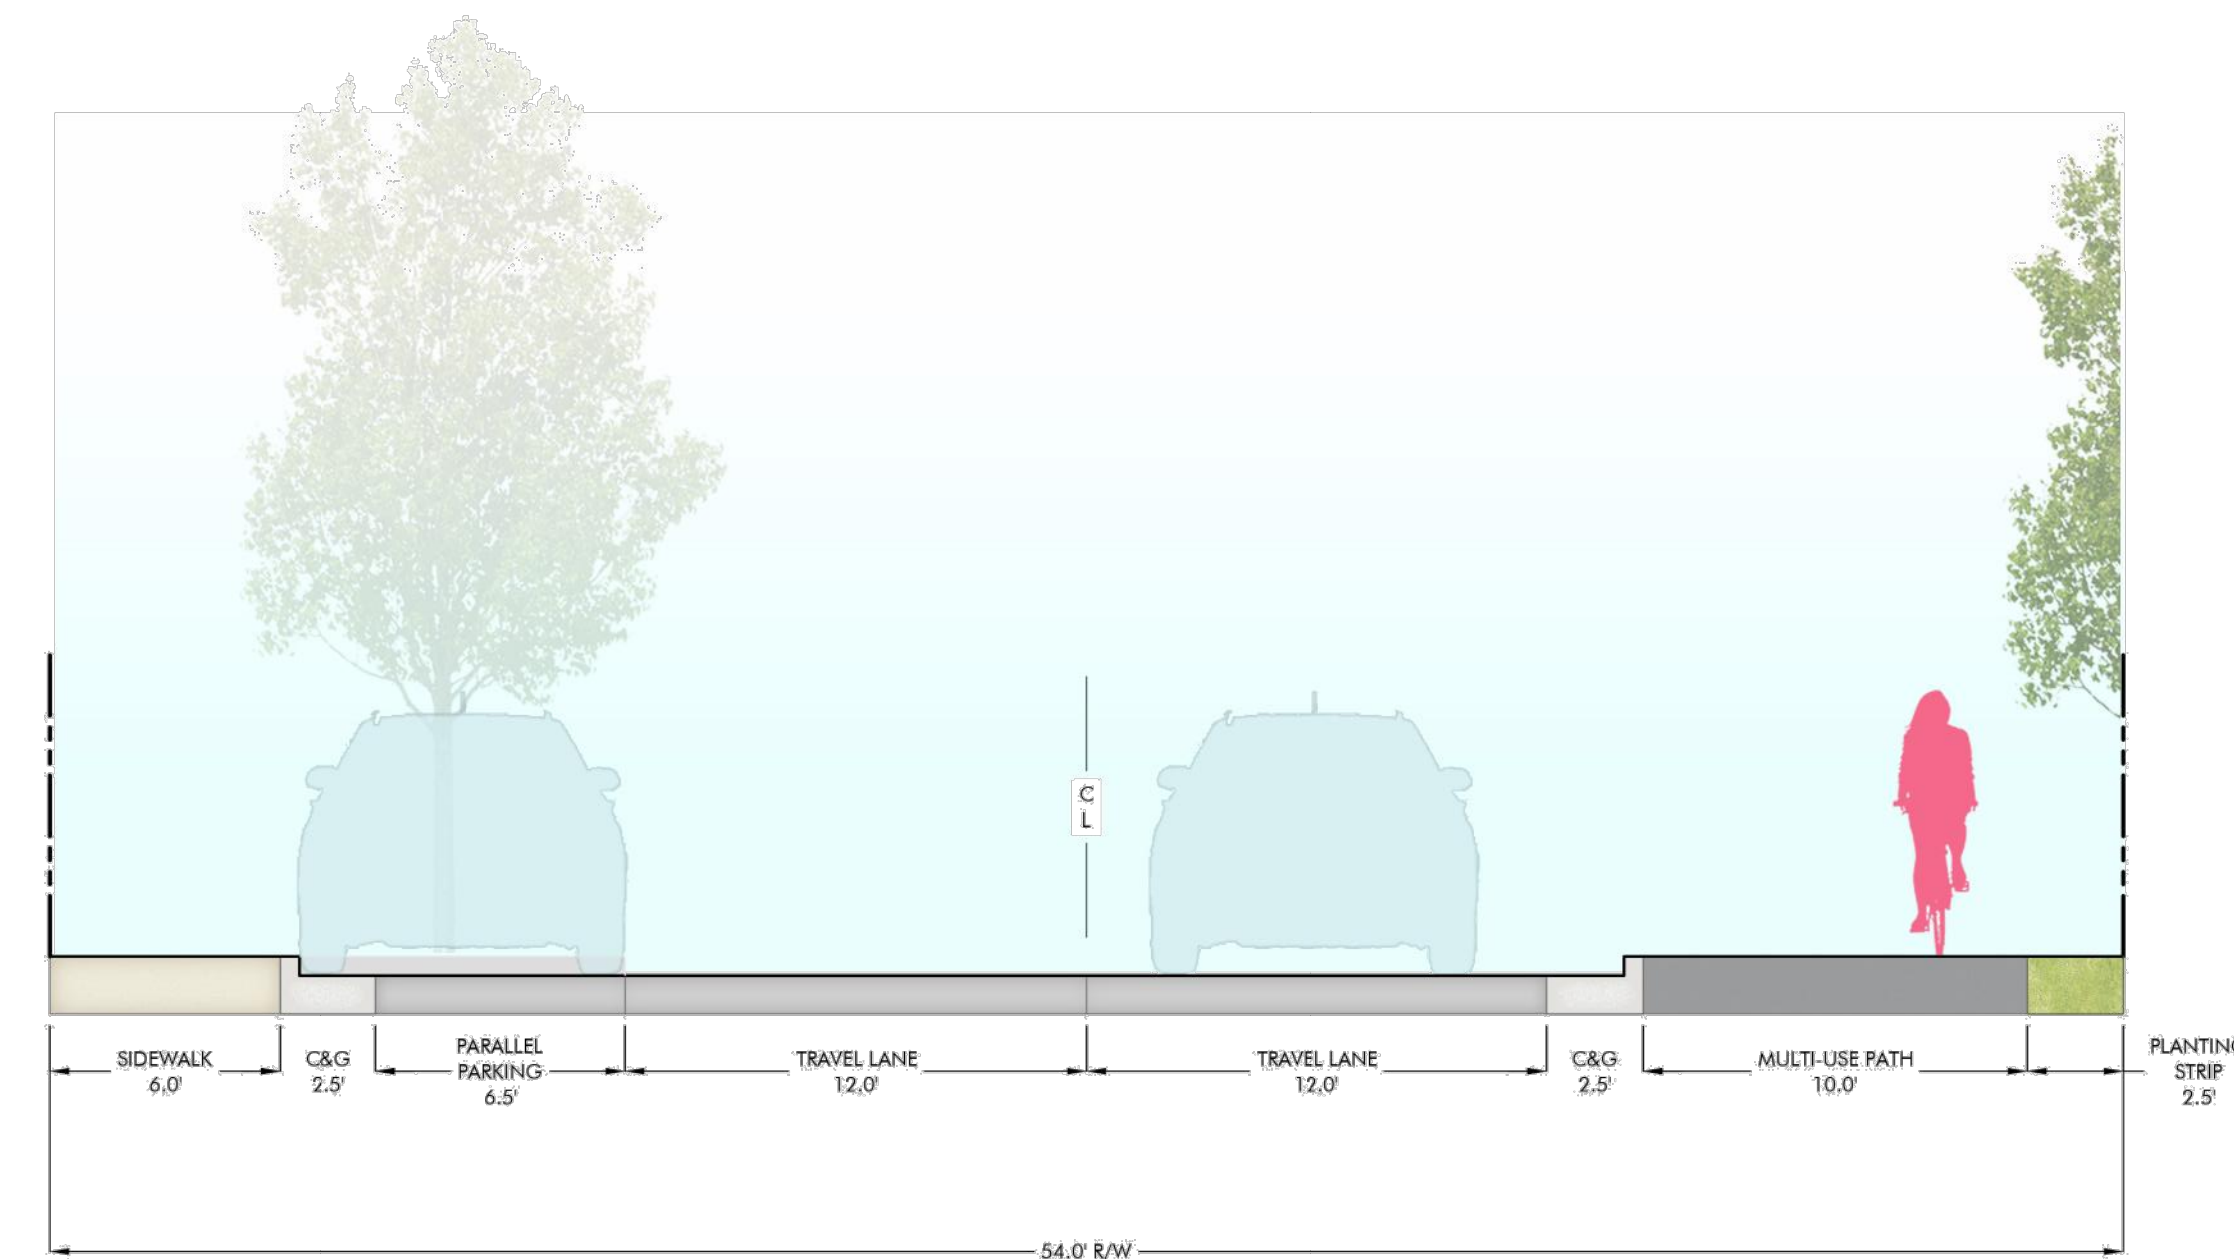 C
L
SIDEWALK
6.0'
C&G
2.5'
PARALLEL
PARKING
6.5'
TRAVEL LANE
12.0'
TRAVEL LANE
12.0'
C&G
2.5'
MULTI-USE PATH
10.0'
PLANTING
STRIP
2.5'
54.0' R/W